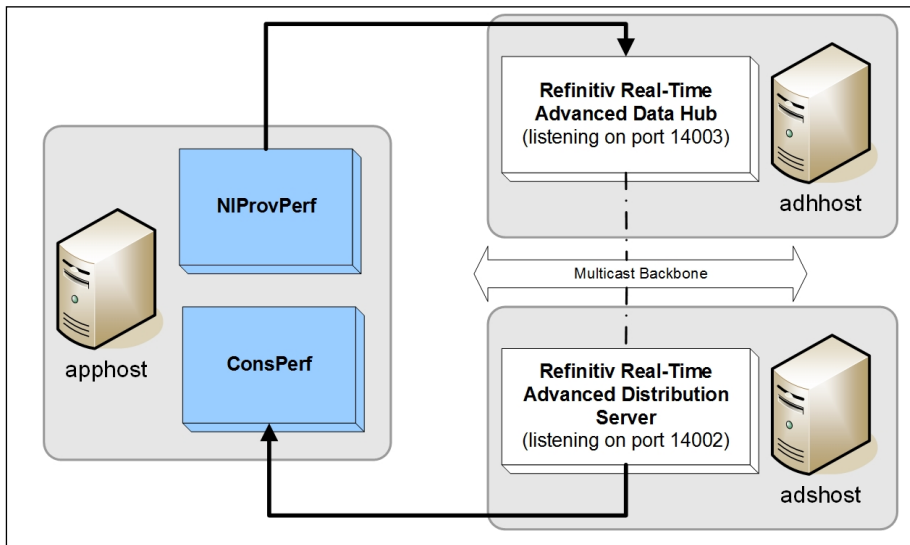 Refinitiv Real-Time
Advanced Data Hub
(listening on port 14003)
adhhost
NIProvPerf
apphost
ConsPerf
Multicast Backbone
Refinitiv Real-Time
Advanced Distribution
Server
(listening on port 14002)
adshost